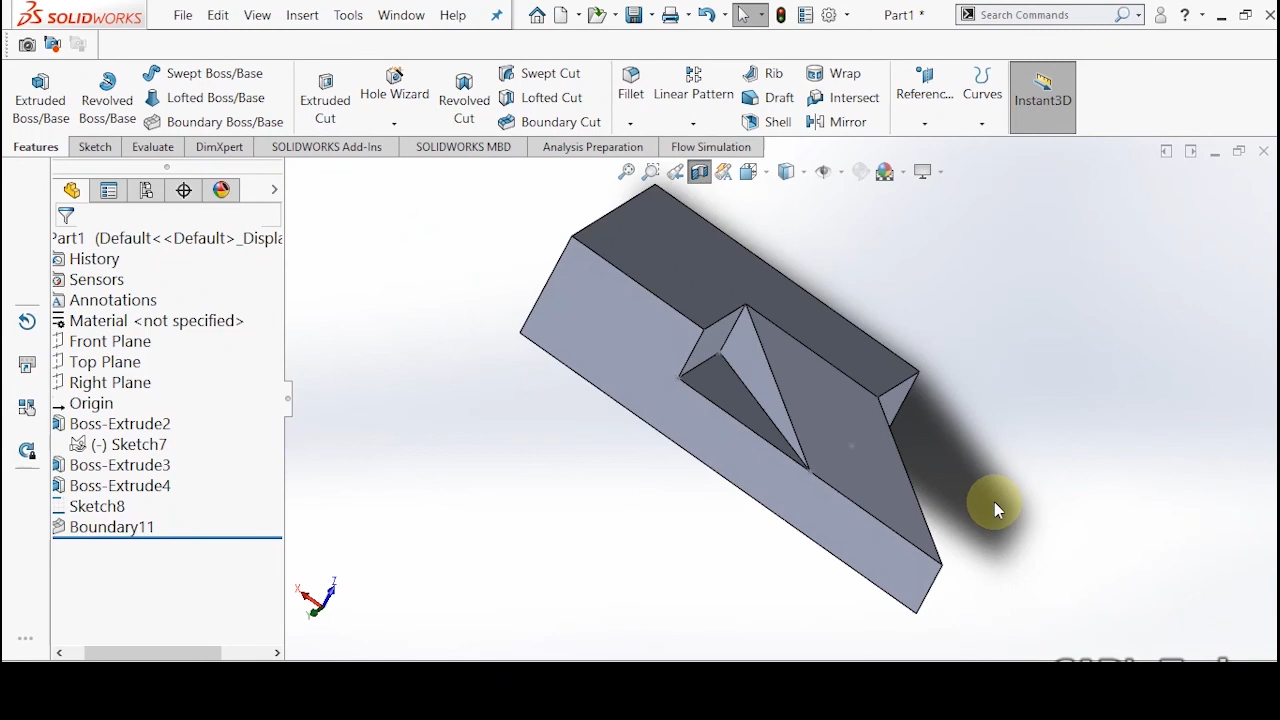 SOLIDWORKS File Edit View Insert Tools Window Help Part1 * Search Commands ?
Extruded Boss/Base
Revolved Boss/Base
Swept Boss/Base
Lofted Boss/Base
Boundary Boss/Base
Extruded Cut
Hole Wizard
Revolved Cut
Swept Cut
Lofted Cut
Boundary Cut
Fillet
Linear Pattern
Rib
Draft
Shell
Wrap
Intersect
Mirror
Referenc...
Curves
Instant3D
Features Sketch Evaluate DimXpert SOLIDWORKS Add-Ins SOLIDWORKS MBD Analysis Preparation Flow Simulation
Part1 (Default<<Default>_Displa
History
Sensors
Annotations
Material <not specified>
Front Plane
Top Plane
Right Plane
Origin
Boss-Extrude2
(-) Sketch7
Boss-Extrude3
Boss-Extrude4
Sketch8
Boundary11
X Y Z